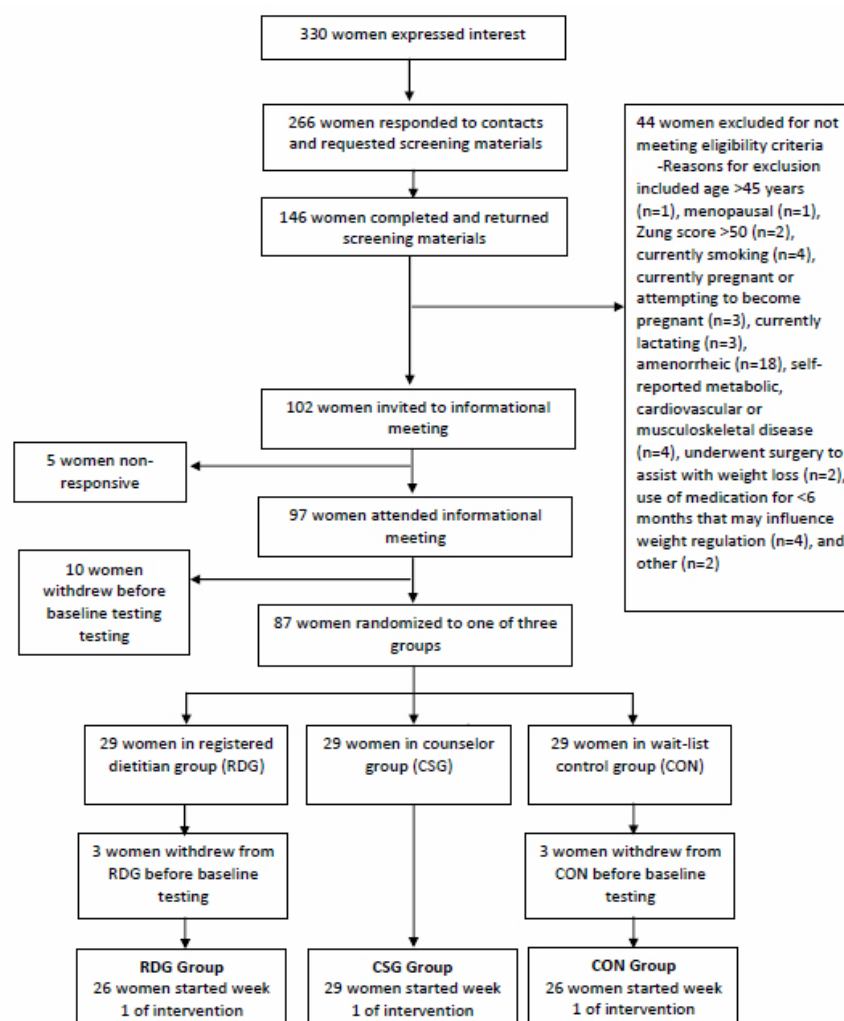 330 women expressed interest
266 women responded to contacts
and requested screening materials
146 women completed and returned
screening materials
44 women excluded for not
meeting eligibility criteria
-Reasons for exclusion
included age >45 years
(n=1), menopausal (n=1),
Zung score >50 (n=2),
currently smoking (n=4),
currently pregnant or
attempting to become
pregnant (n=3), currently
lactating (n=3),
amenorrheic (n=18), self-
reported metabolic,
cardiovascular or
musculoskeletal disease
(n=4), underwent surgery to
assist with weight loss (n=2),
use of medication for <6
months that may influence
weight regulation (n=4), and
other (n=2)
102 women invited to informational
meeting
5 women non-
responsive
97 women attended informational
meeting
10 women
withdrew before
baseline testing
testing
87 women randomized to one of three
groups
29 women in registered
dietitian group (RDG)
29 women in counselor
group (CSG)
29 women in wait-list
control group (CON)
3 women withdrew from
RDG before baseline
testing
3 women withdrew from
CON before baseline
testing
RDG Group
26 women started week
1 of intervention
CSG Group
29 women started week
1 of intervention
CON Group
26 women started week
1 of intervention